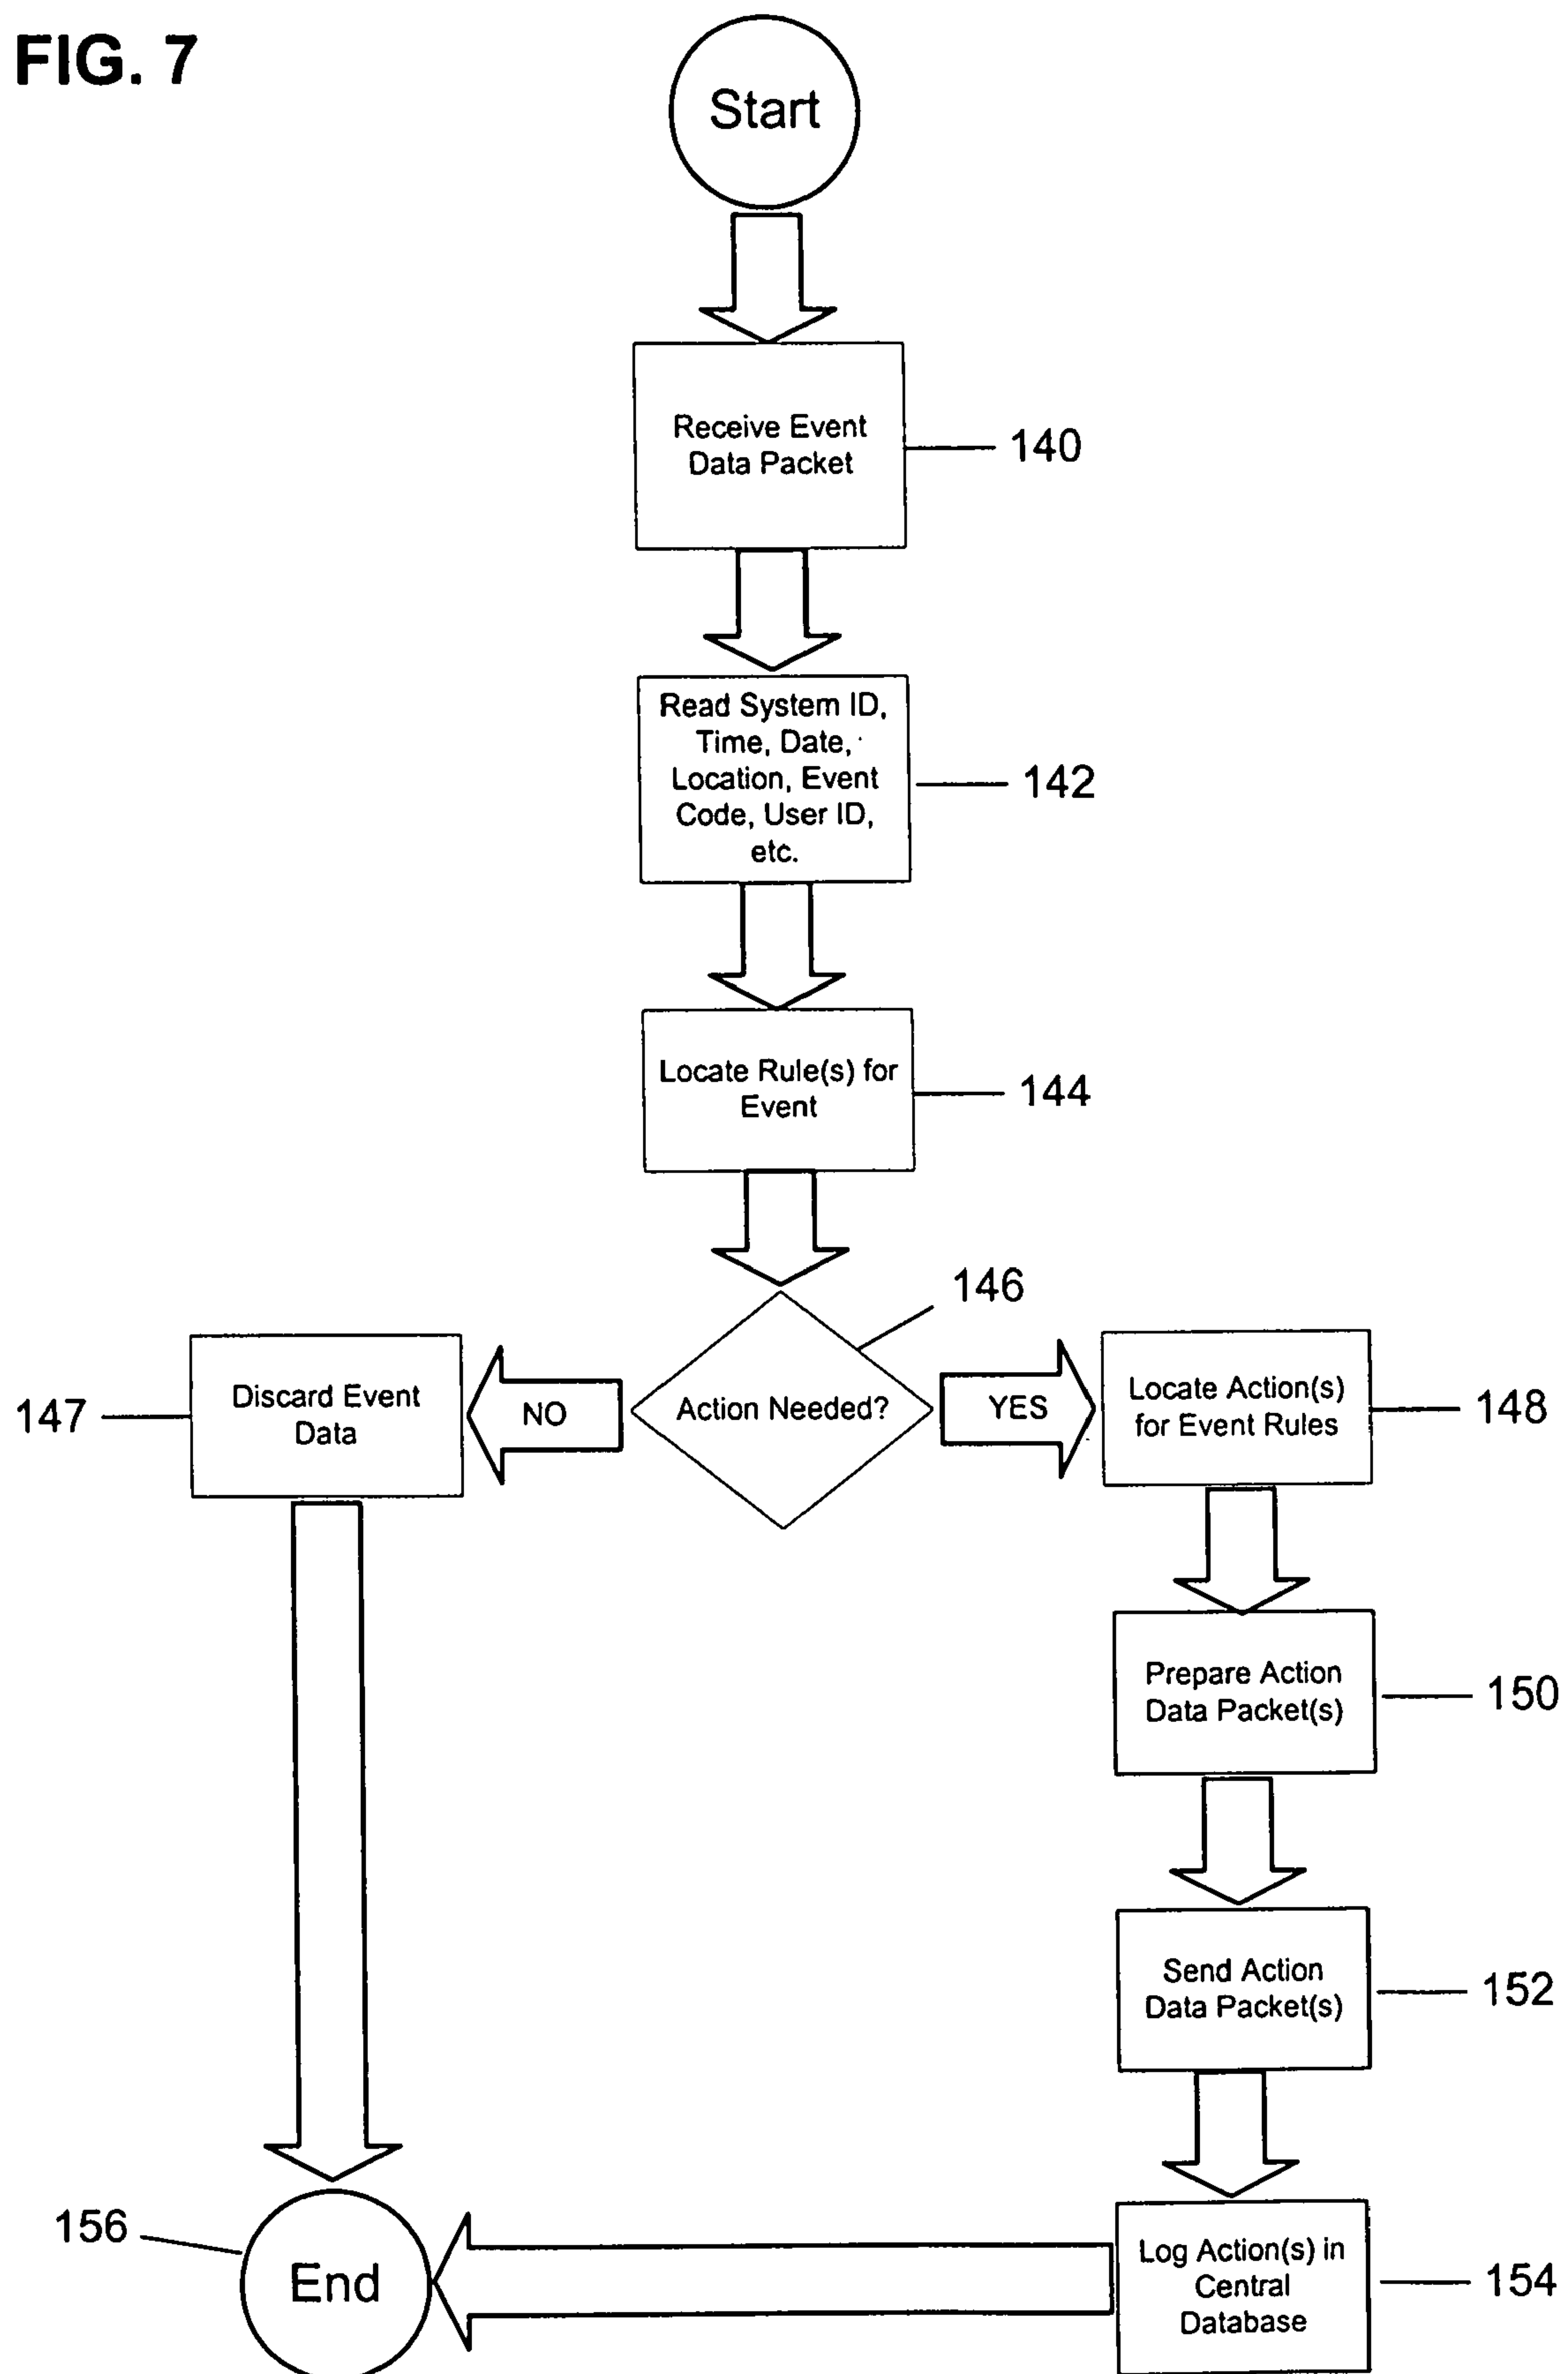 FIG. 7
Start
Receive Event
Data Packet
140
Read System ID,
Time, Date,
Location, Event
Code, User ID,
etc.
142
Locate Rule(s) for
Event
144
146
147
Discard Event
Data
NO
Action Needed?
YES
Locate Action(s)
for Event Rules
148
Prepare Action
Data Packet(s)
150
Send Action
Data Packet(s)
152
156
End
Log Action(s) in
Central
Database
154